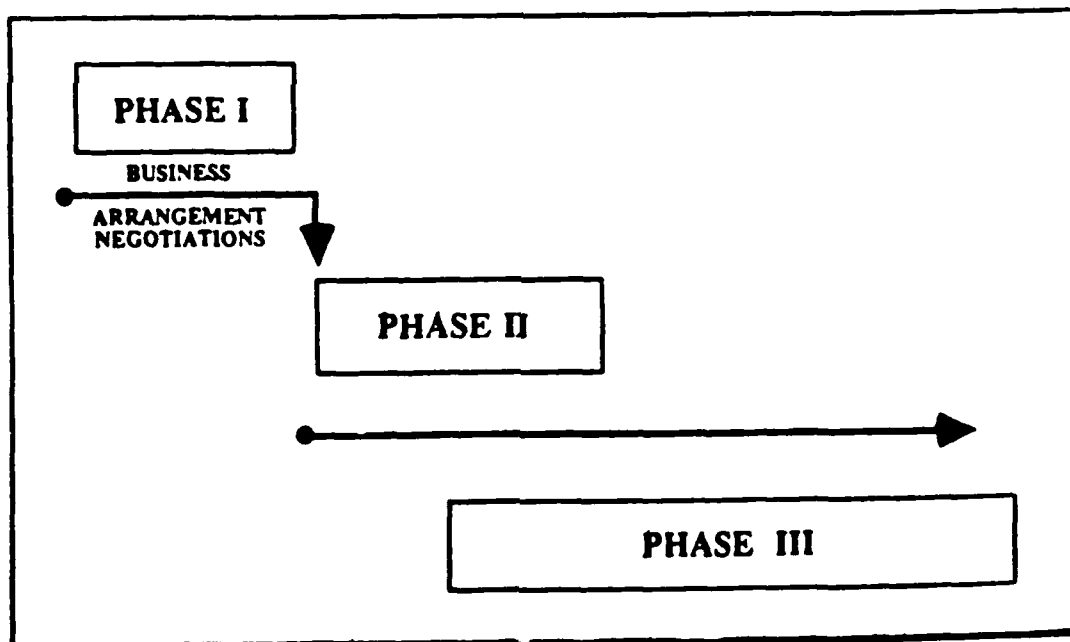 PHASE I
BUSINESS
ARRANGEMENT
NEGOTIATIONS
PHASE II
PHASE III